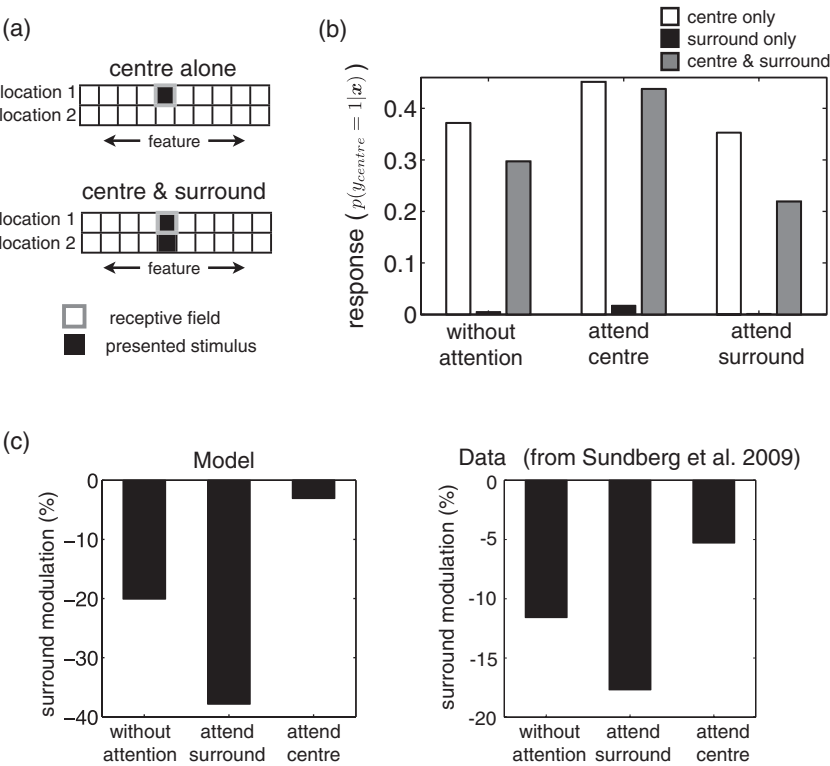 (a)
centre alone
location 1
location 2
feature
centre & surround
location 1
location 2
feature
receptive field
presented stimulus
(b)
centre only
surround only
centre & surround
response ( p(y_centre = 1|x) )
0.4
0.3
0.2
0.1
0
without attention
attend centre
attend surround
(c)
Model
surround modulation (%)
0
−10
−20
−30
−40
without attention
attend surround
attend centre
Data (from Sundberg et al. 2009)
surround modulation (%)
0
-5
-10
-15
-20
without attention
attend surround
attend centre